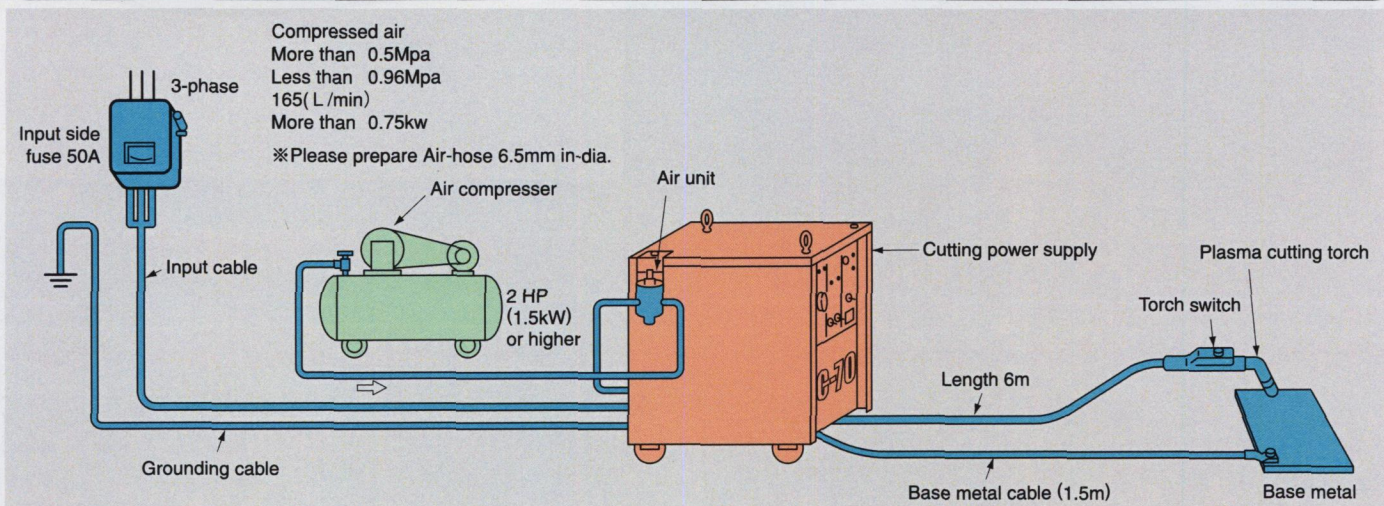 Compressed air
More than 0.5Mpa
Less than 0.96Mpa
165(L/min)
More than 0.75kw
※Please prepare Air-hose 6.5mm in-dia.
3-phase
Input side
fuse 50A
Input cable
Grounding cable
Air compresser
2 HP
(1.5kW)
or higher
Air unit
Cutting power supply
C-70
Plasma cutting torch
Torch switch
Length 6m
Base metal cable (1.5m)
Base metal